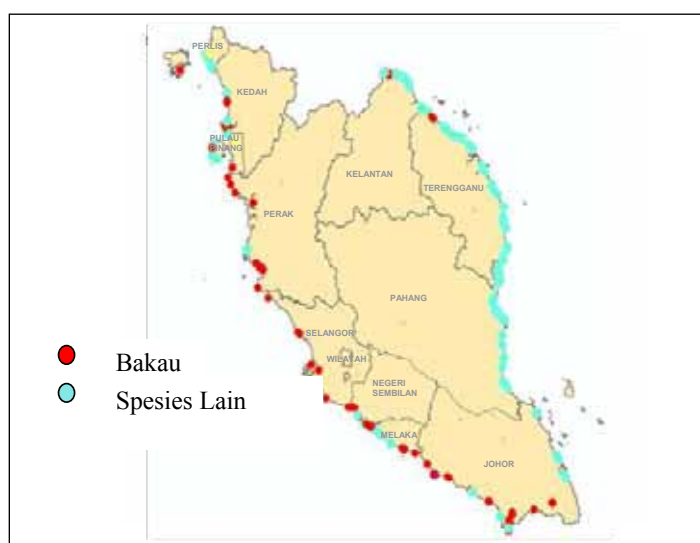 PERLIS
KEDAH
PULAU
PINANG
KELANTAN
TERENGGANU
PERAK
PAHANG
SELANGOR
WILAYAH
NEGERI
SEMBILAN
MELAKA
JOHOR
Bakau
Spesies Lain